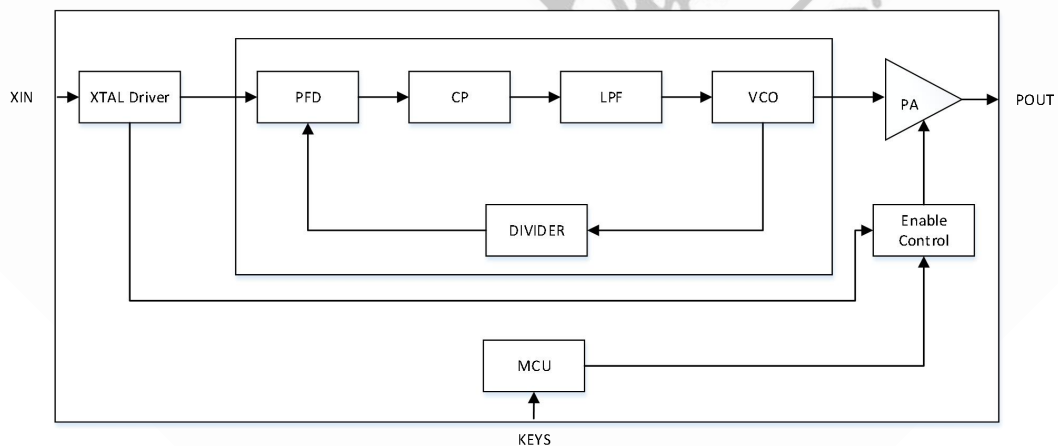 XIN
XTAL Driver
PFD
CP
LPF
VCO
PA
POUT
DIVIDER
Enable
Control
MCU
KEYS